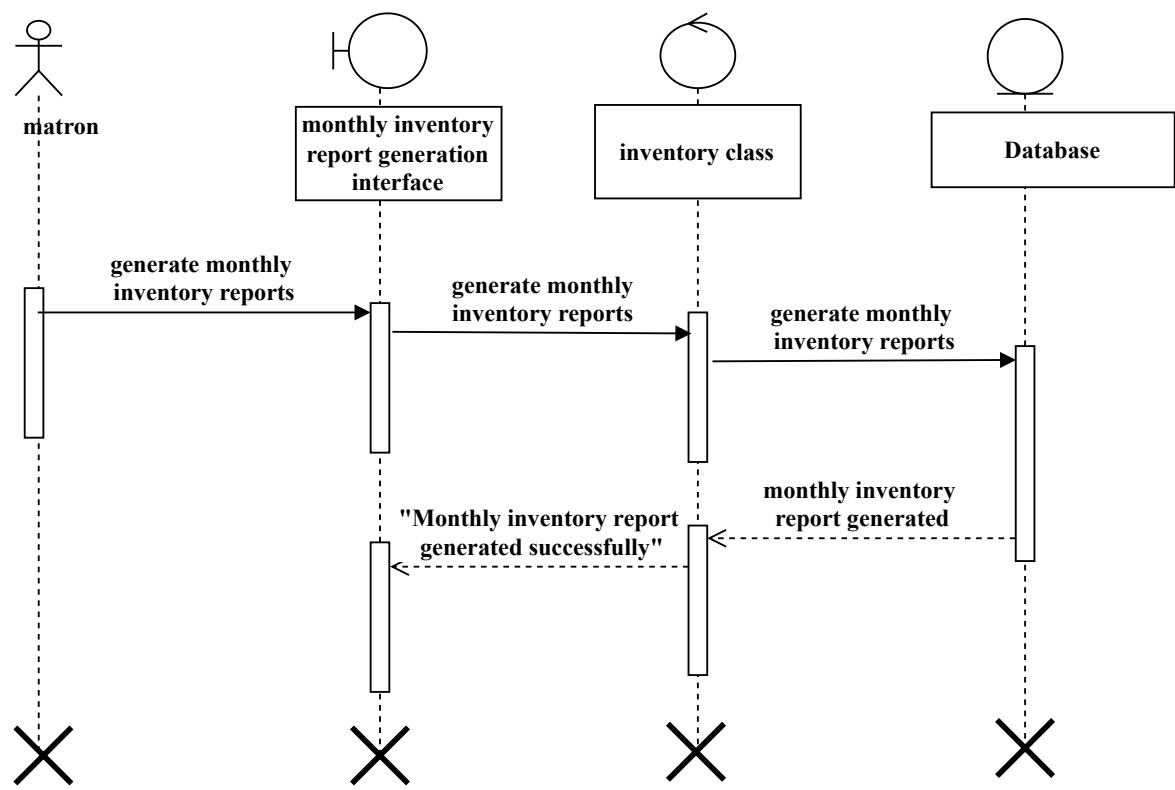 matron
monthly inventory
report generation
interface
inventory class
Database
generate monthly
inventory reports
generate monthly
inventory reports
generate monthly
inventory reports
monthly inventory
report generated
"Monthly inventory report
generated successfully"